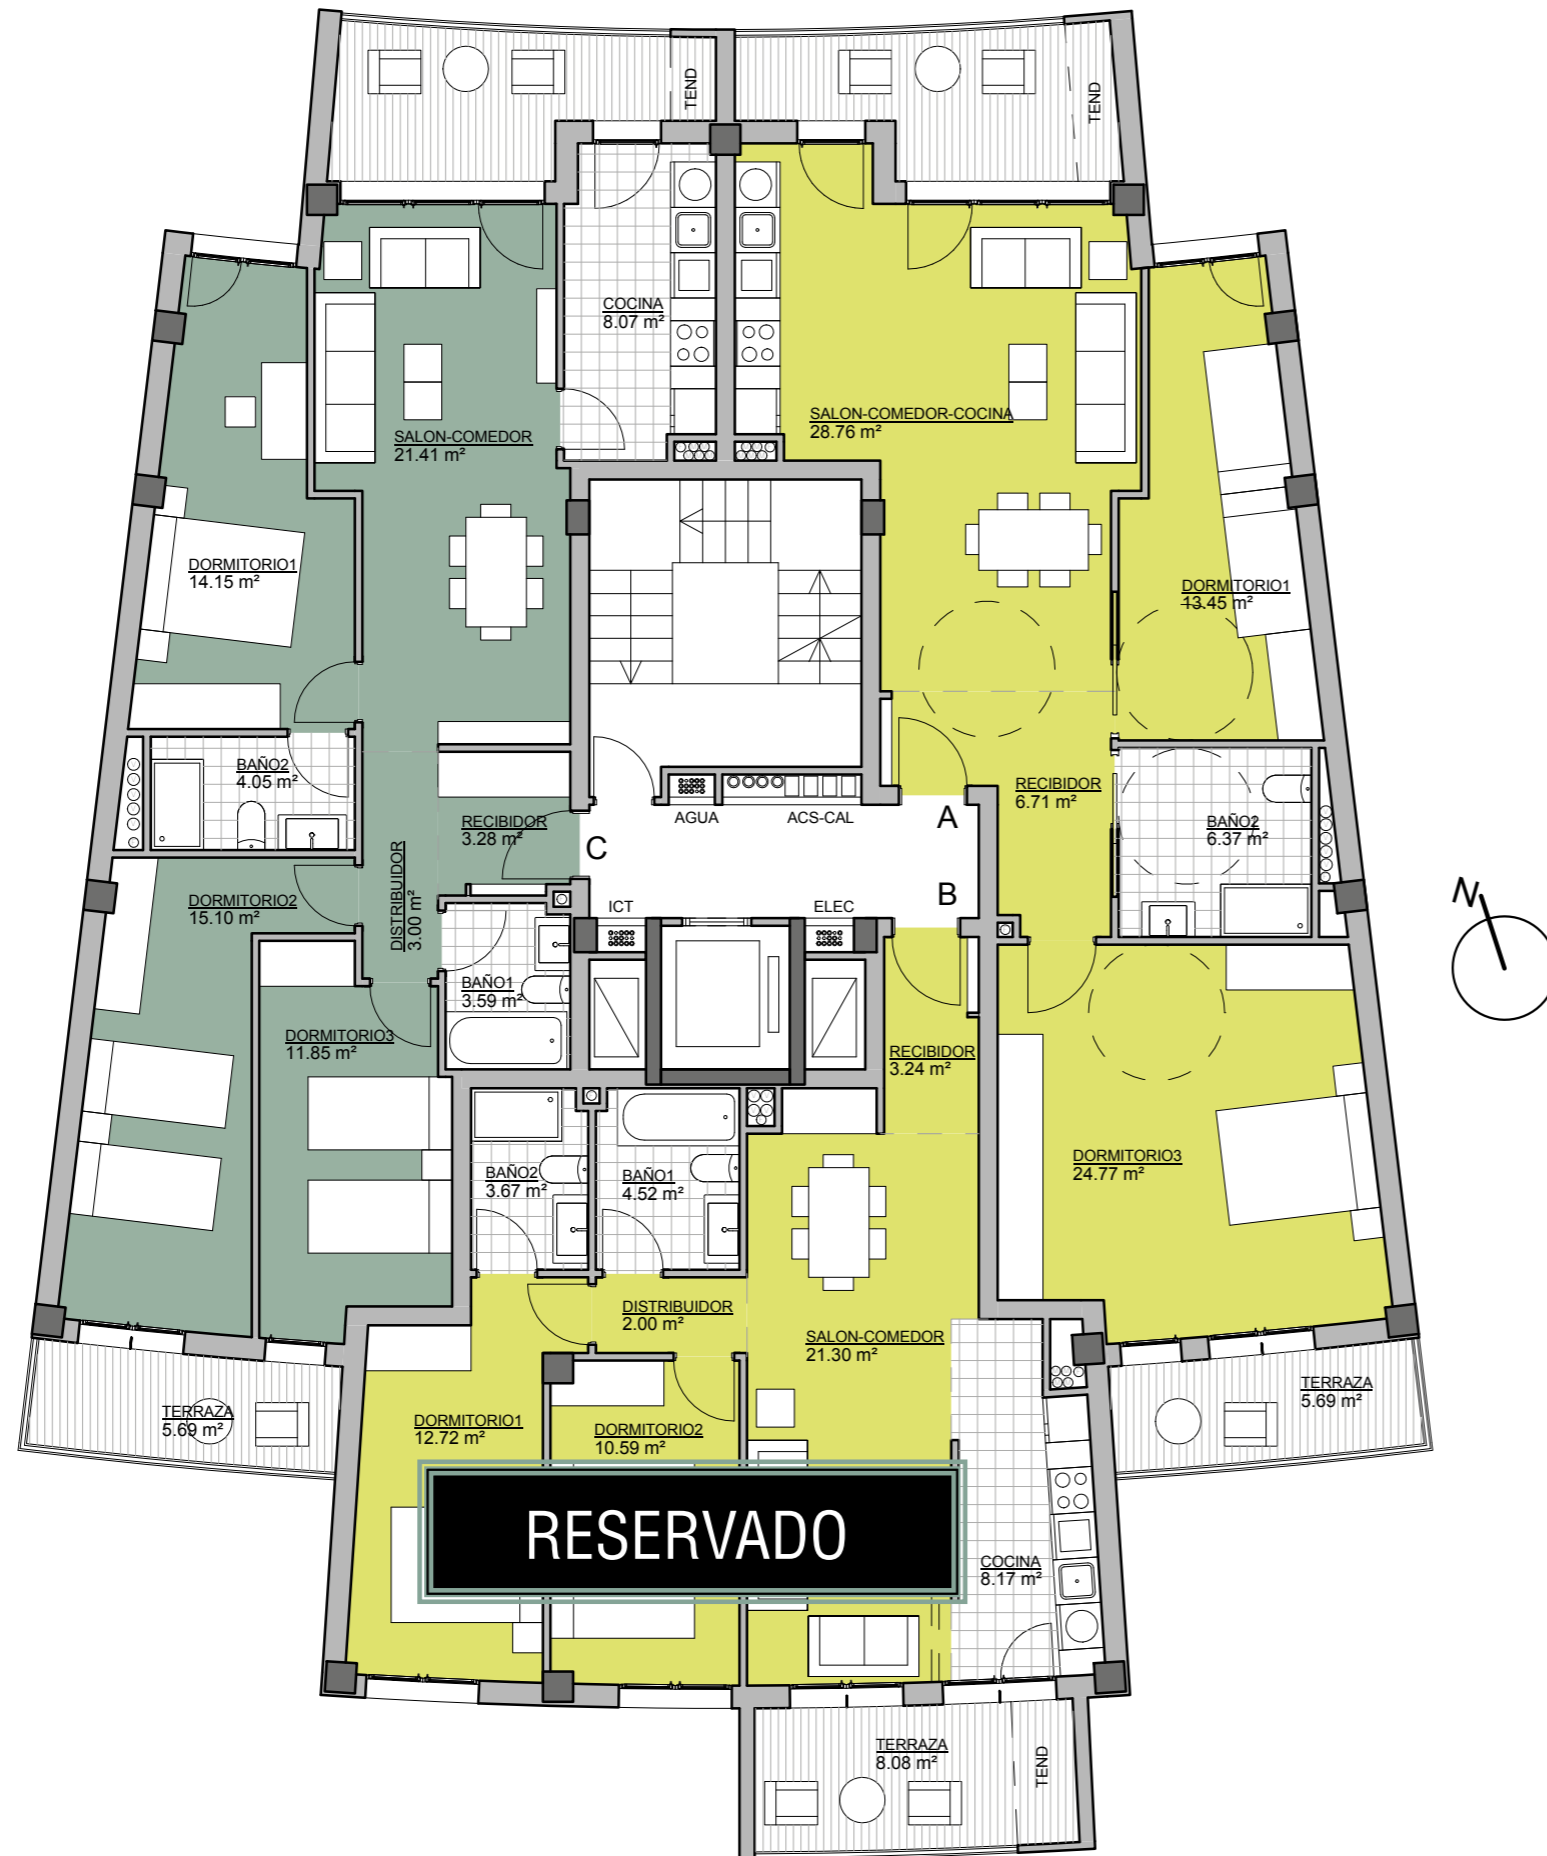 TEND
TEND
COCINA
8.07 m²
SALON-COMEDOR
21.41 m²
SALON-COMEDOR-COCINA
28.76 m²
DORMITORIO1
14.15 m²
DORMITORIO1
13.45 m²
BAÑO2
4.05 m²
RECIBIDOR
3.28 m²
AGUA
ACS-CAL
A
RECIBIDOR
6.71 m²
BAÑO2
6.37 m²
C
DISTRIBUIDOR
3.00 m²
DORMITORIO2
15.10 m²
ICT
ELEC
B
N
BAÑO1
3.59 m²
DORMITORIO3
11.85 m²
RECIBIDOR
3.24 m²
BAÑO2
3.67 m²
BAÑO1
4.52 m²
DORMITORIO3
24.77 m²
DISTRIBUIDOR
2.00 m²
SALON-COMEDOR
21.30 m²
TERRAZA
5.69 m²
TERRAZA
5.69 m²
DORMITORIO1
12.72 m²
DORMITORIO2
10.59 m²
RESERVADO
COCINA
8.17 m²
TERRAZA
8.08 m²
TEND